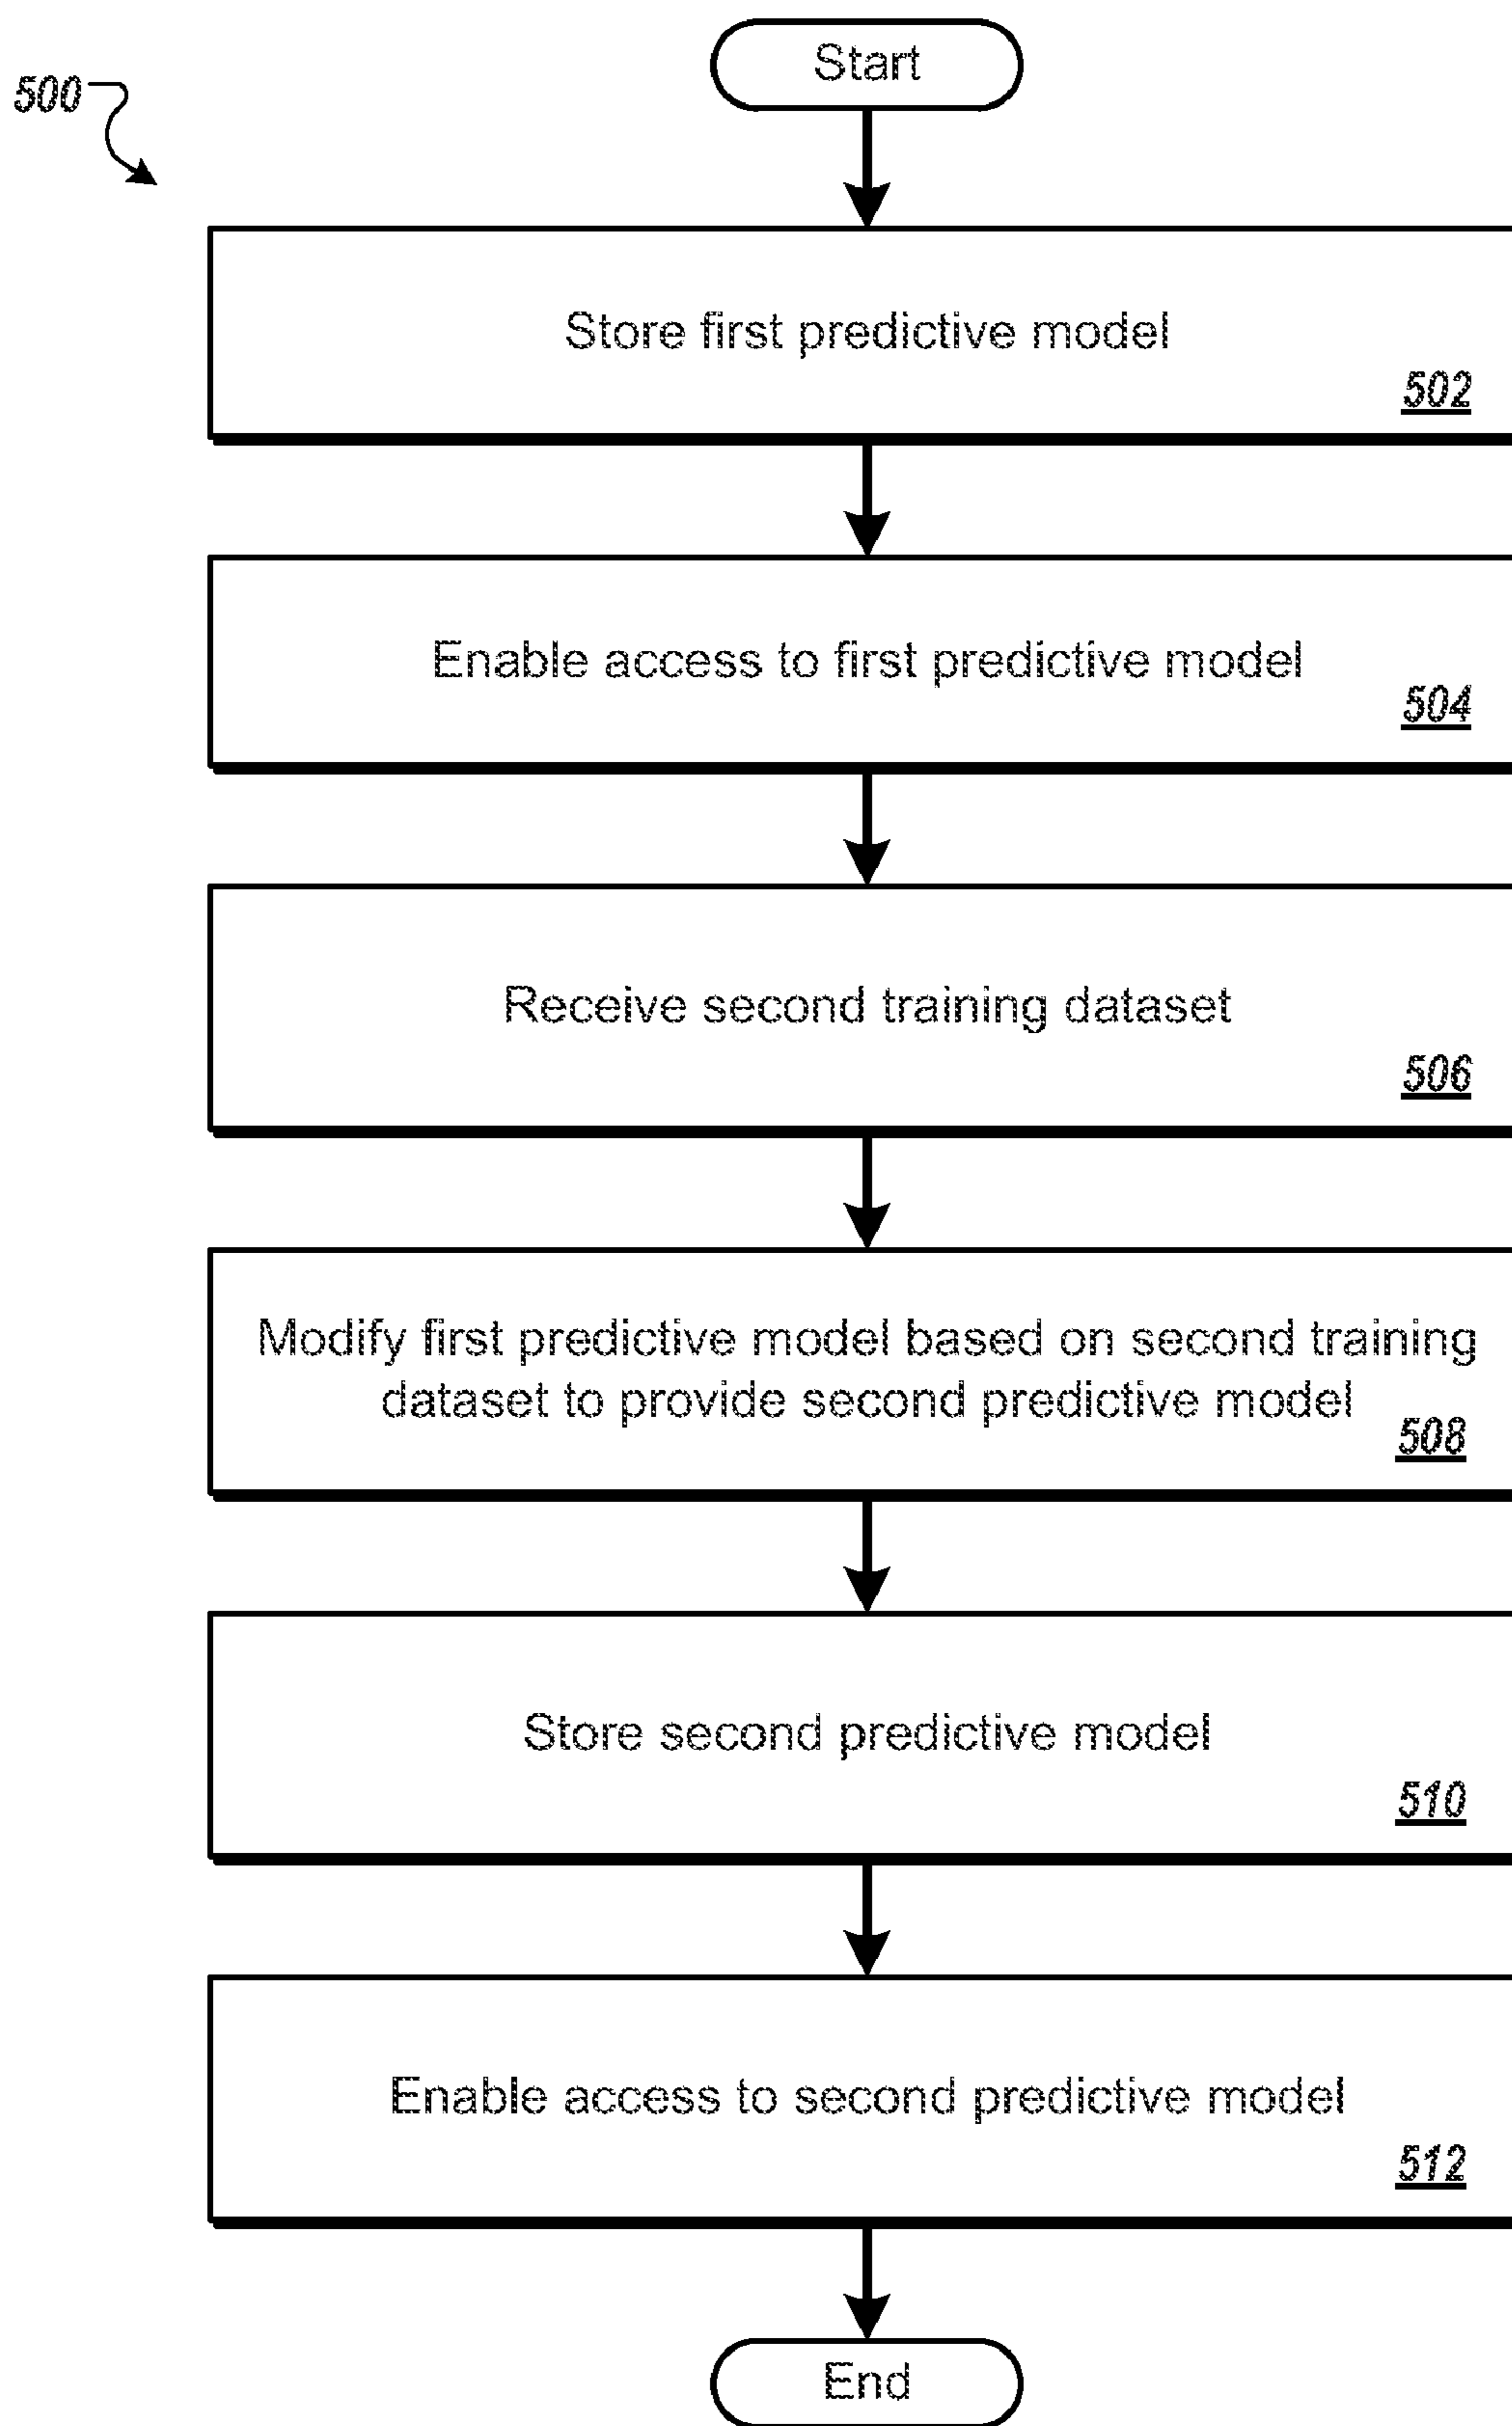 Start
500
Store first predictive model
502
Enable access to first predictive model
504
Receive second training dataset
506
Modify first predictive model based on second training
dataset to provide second predictive model
508
Store second predictive model
510
Enable access to second predictive model
512
End